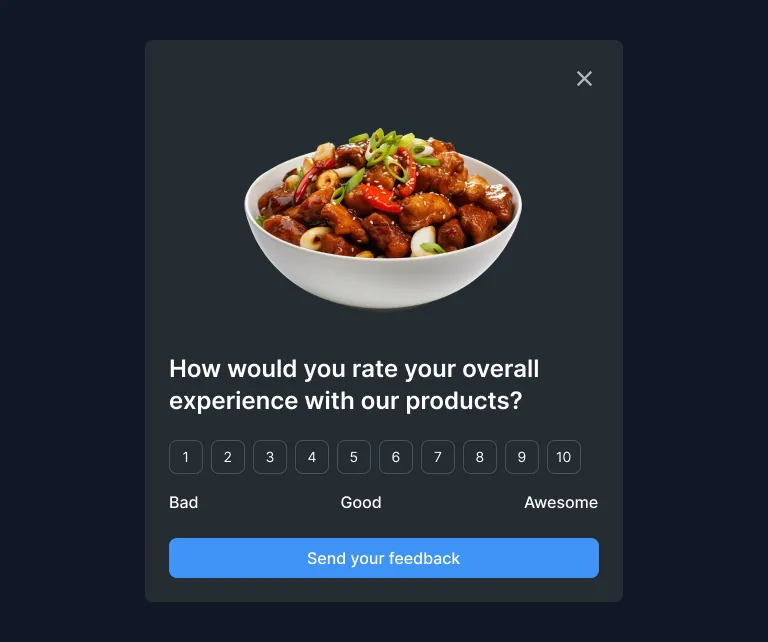 How would you rate your overall
experience with our products?
1 2 3 4 5 6 7 8 9 10
Bad Good Awesome
Send your feedback